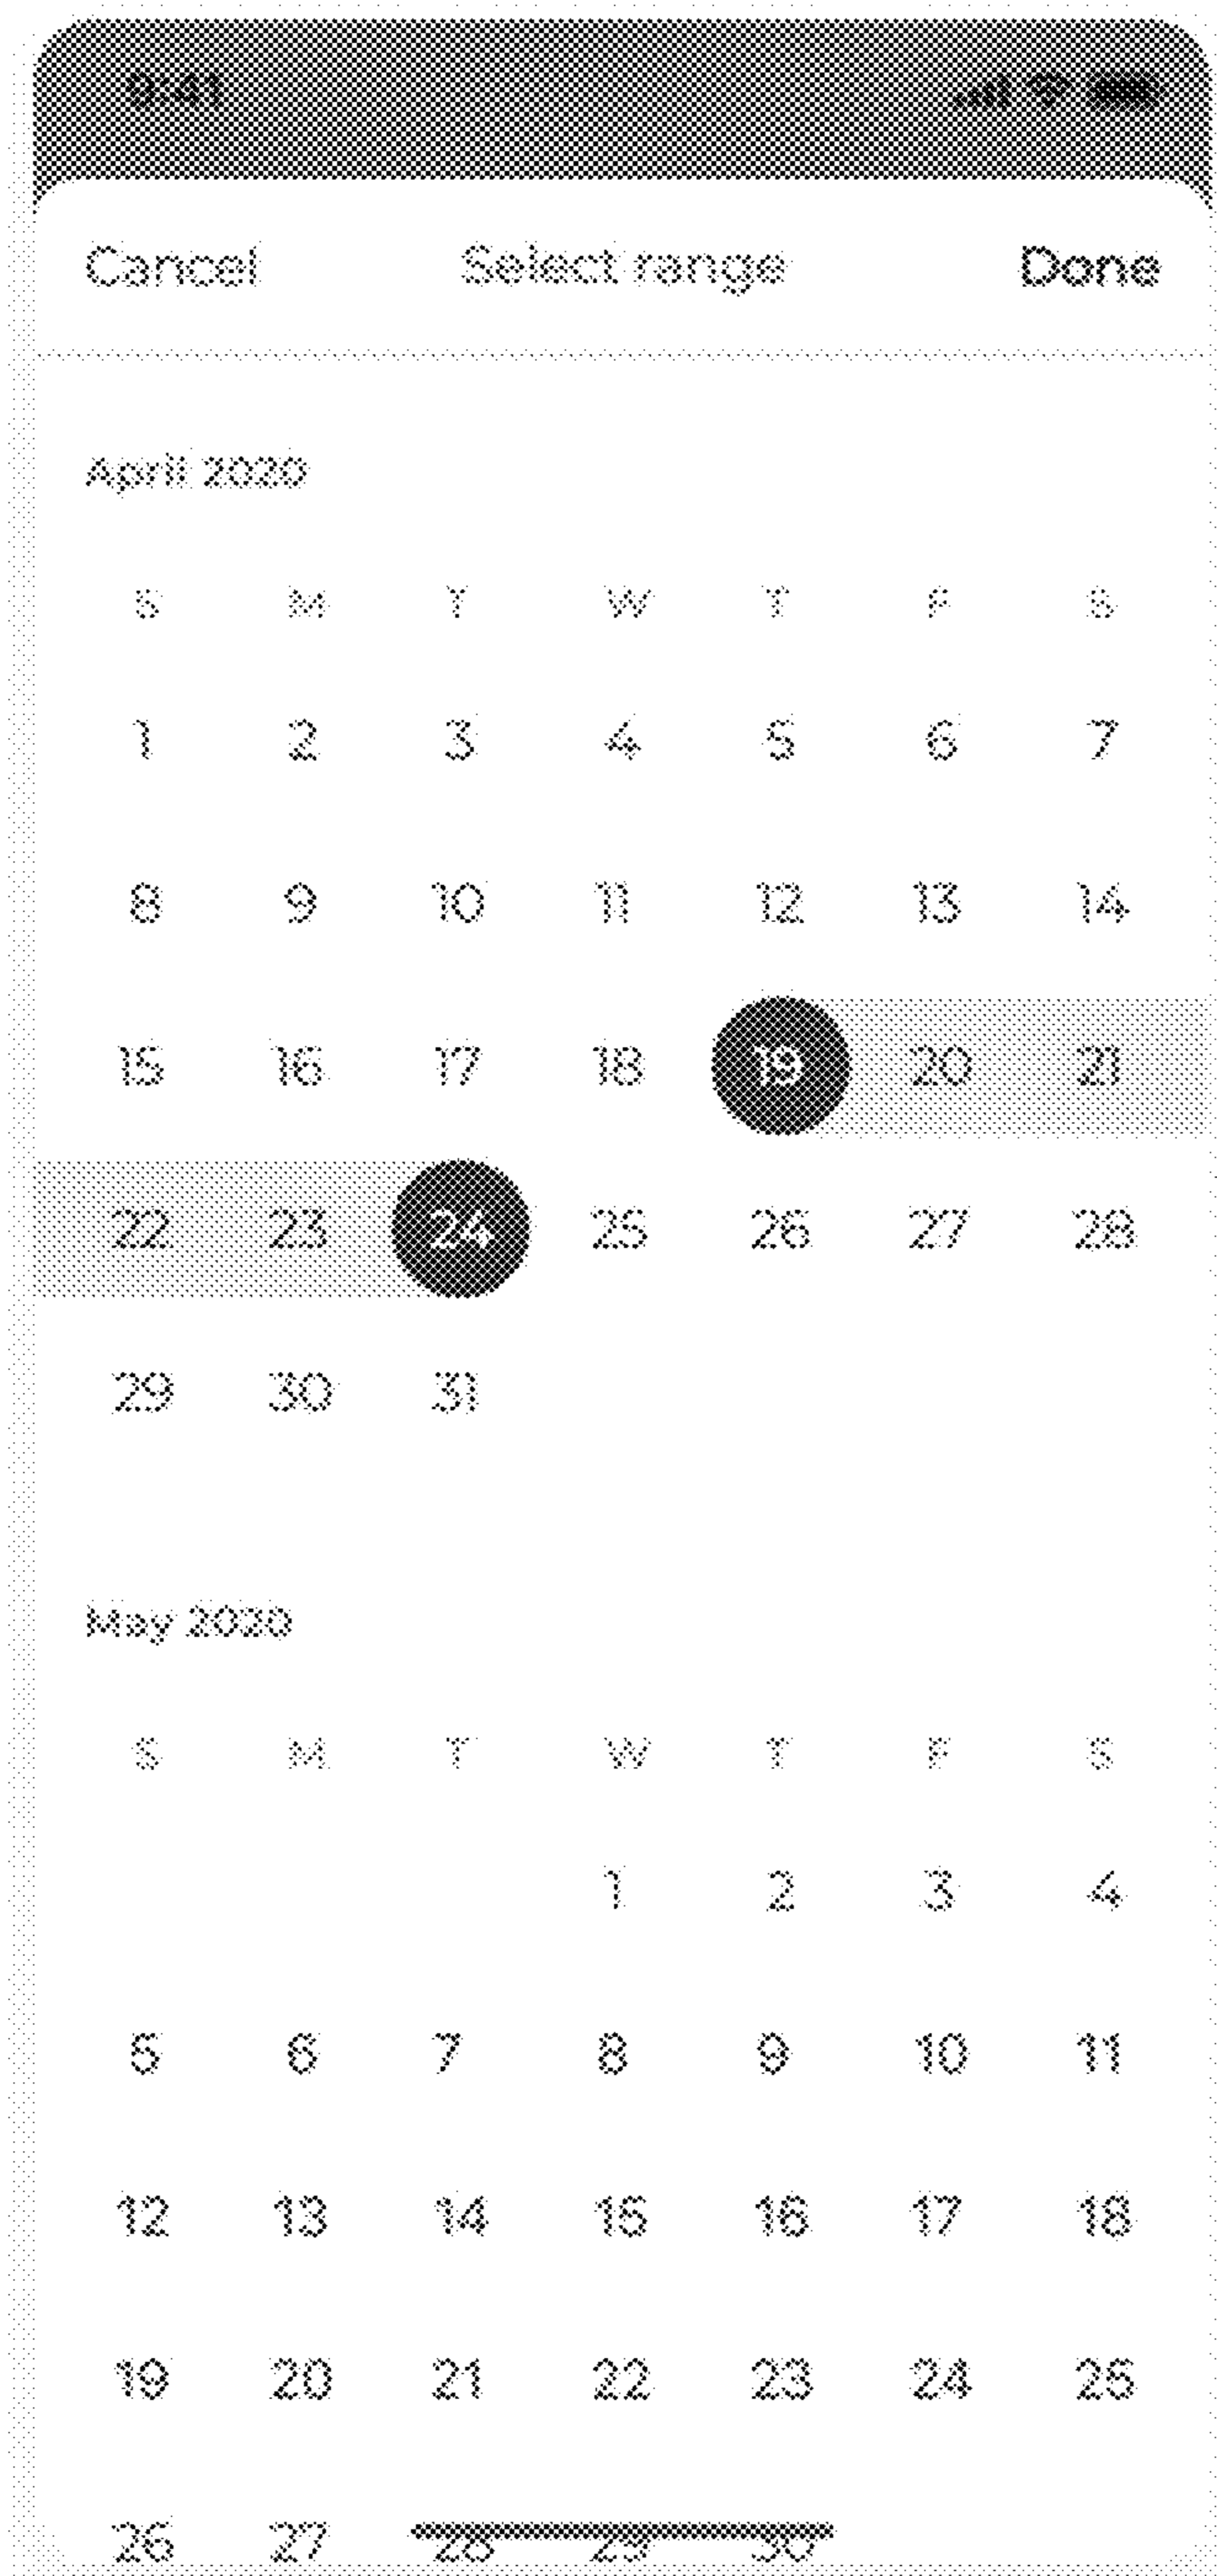 9:41
Cancel Select range Done
April 2020
S M T W T F S
1 2 3 4 5 6 7
8 9 10 11 12 13 14
15 16 17 18 19 20 21
22 23 24 25 26 27 28
29 30 31
May 2020
S M T W T F S
1 2 3 4
5 6 7 8 9 10 11
12 13 14 15 16 17 18
19 20 21 22 23 24 25
26 27 28 29 30